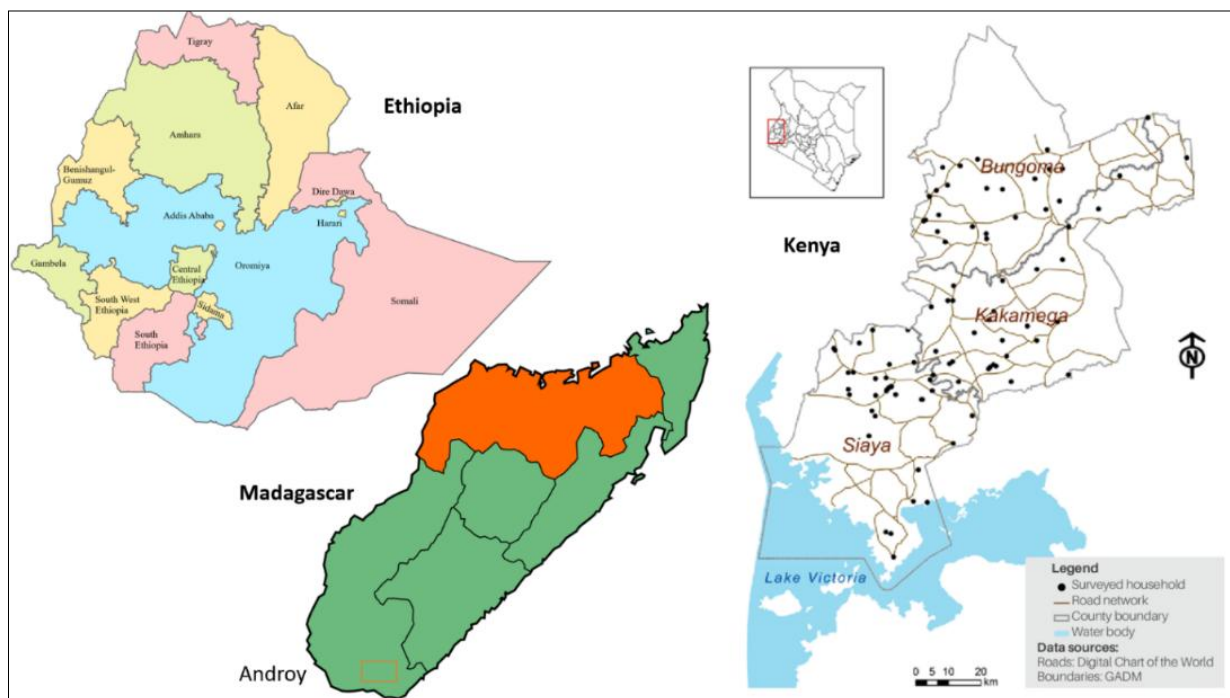 Tigray
Afar
Ethiopia
Amhara
Benishangul-
Gumuz
Dire Dawa
Addis Ababa
Harari
Gambela
Central
Ethiopia
Oromiya
South West
Ethiopia
Sidama
Somali
South
Ethiopia
Madagascar
Androy
Kenya
Bungoma
Kakamega
Siaya
Lake Victoria
N
Legend
Surveyed household
Road network
County boundary
Water body
Data sources:
Roads: Digital Chart of the World
Boundaries: GADM
0 5 10 20
km